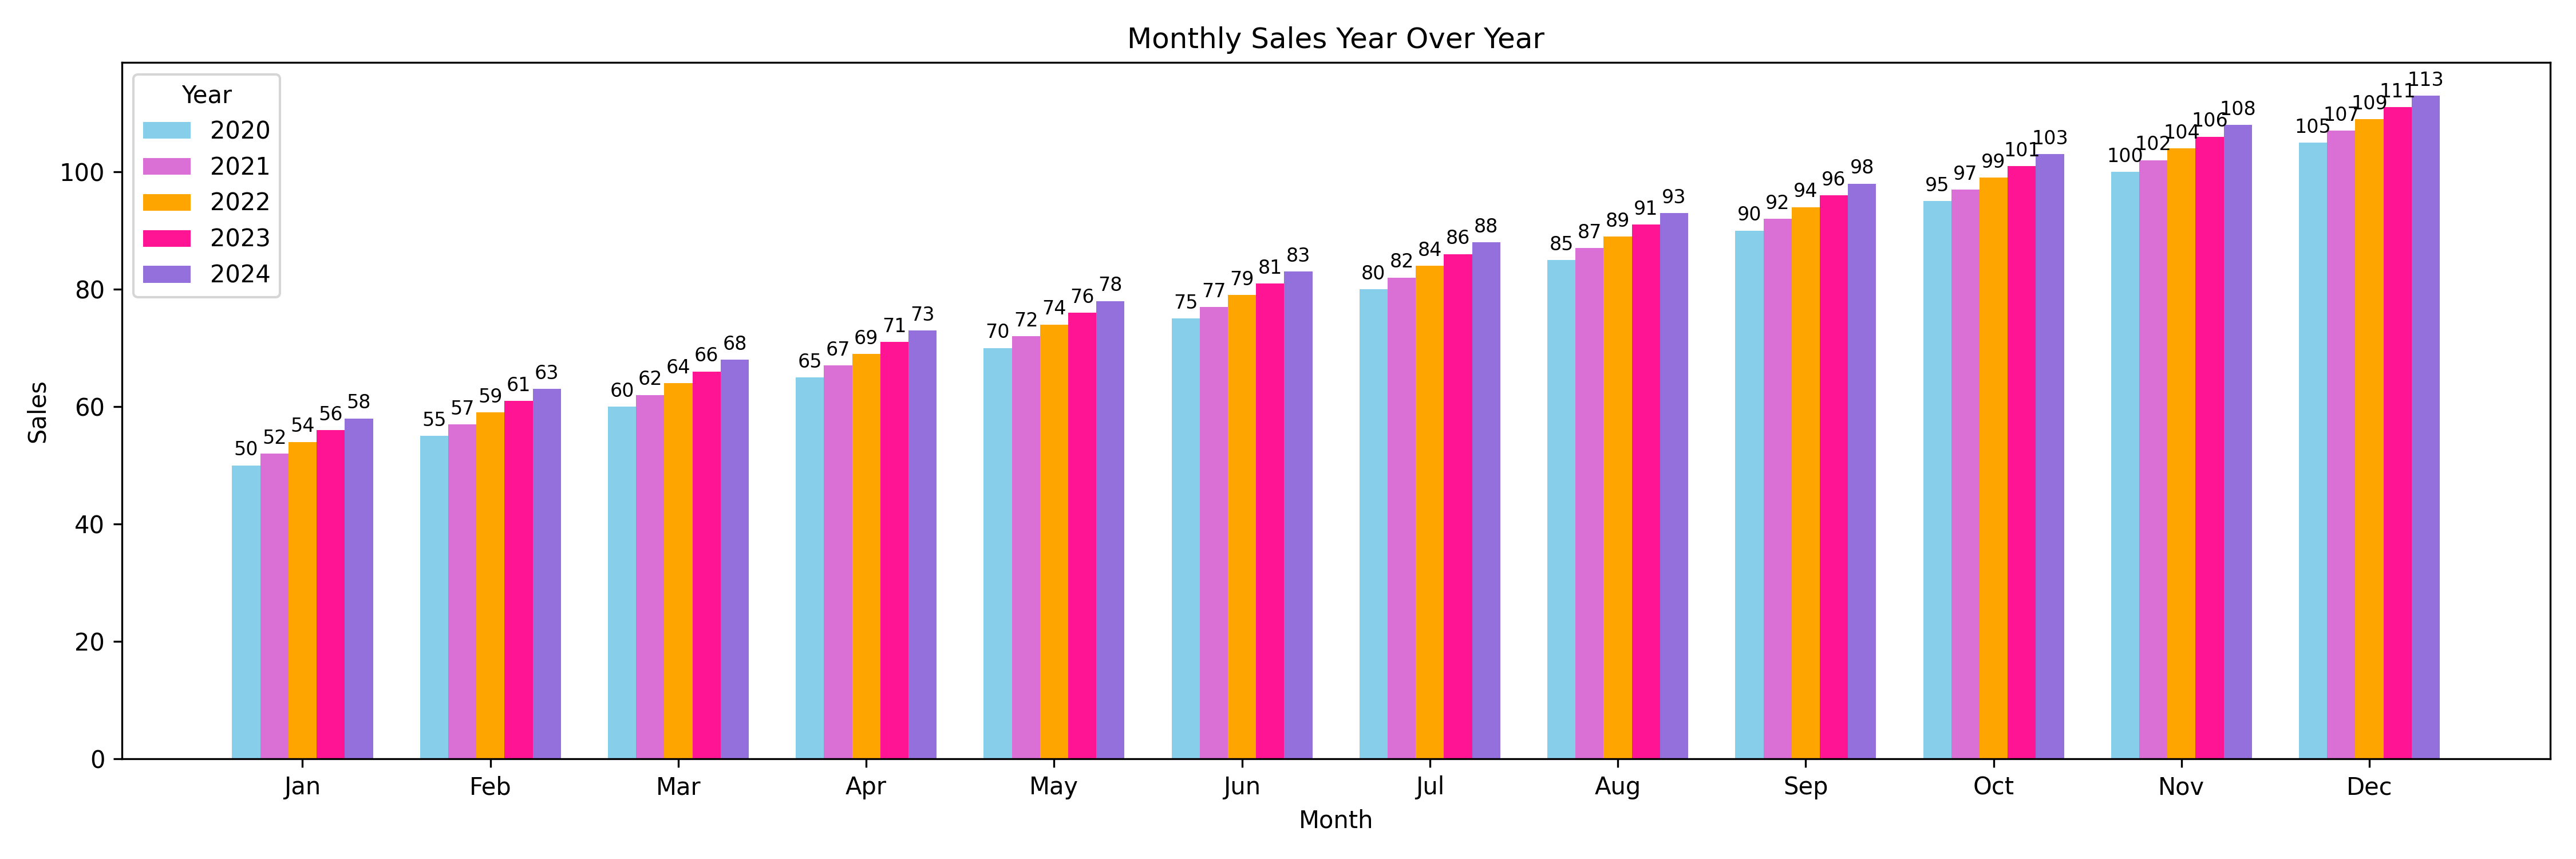 Monthly Sales Year Over Year
Year
2020
2021
2022
2023
2024
Sales
100
80
60
40
20
0
50 52 54 56 58
55 57 59 61 63
60 62 64 66 68
65 67 69 71 73
70 72 74 76 78
75 77 79 81 83
80 82 84 86 88
85 87 89 91 93
90 92 94 96 98
95 97 99 101 103
100 102 104 106 108
105 107 109 111 113
Jan Feb Mar Apr May Jun Jul Aug Sep Oct Nov Dec
Month